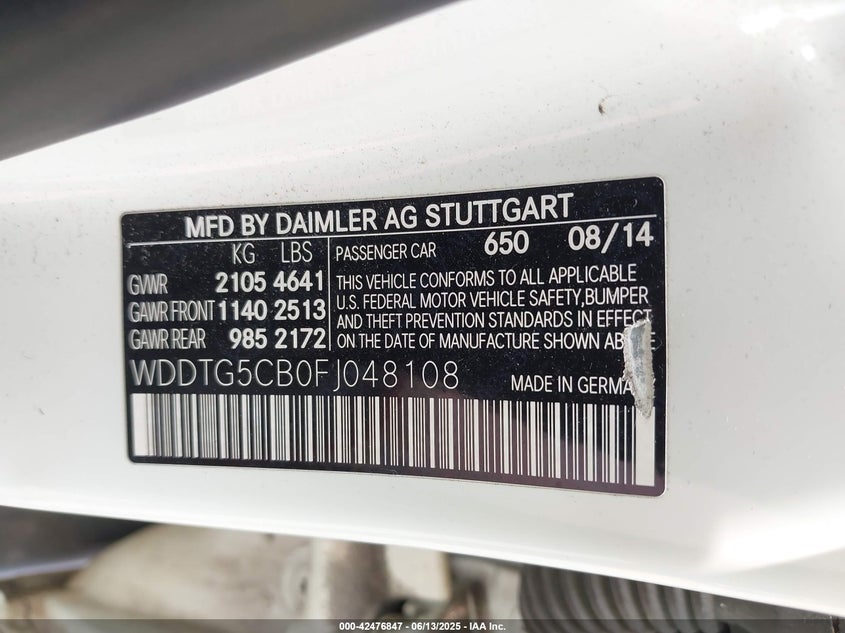 MFD BY DAIMLER AG STUTTGART
KG LBS
GVWR 2105 4641
GAWR FRONT 1140 2513
GAWR REAR 985 2172
PASSENGER CAR 650 08/14
THIS VEHICLE CONFORMS TO ALL APPLICABLE
U.S. FEDERAL MOTOR VEHICLE SAFETY,BUMPER
AND THEFT PREVENTION STANDARDS IN EFFECT
ON THE DATE OF MANUFACTURE SHOWN ABOVE
WDDTG5CB0FJ048108
MADE IN GERMANY
000-42476847 - 06/13/2025 - IAA Inc.